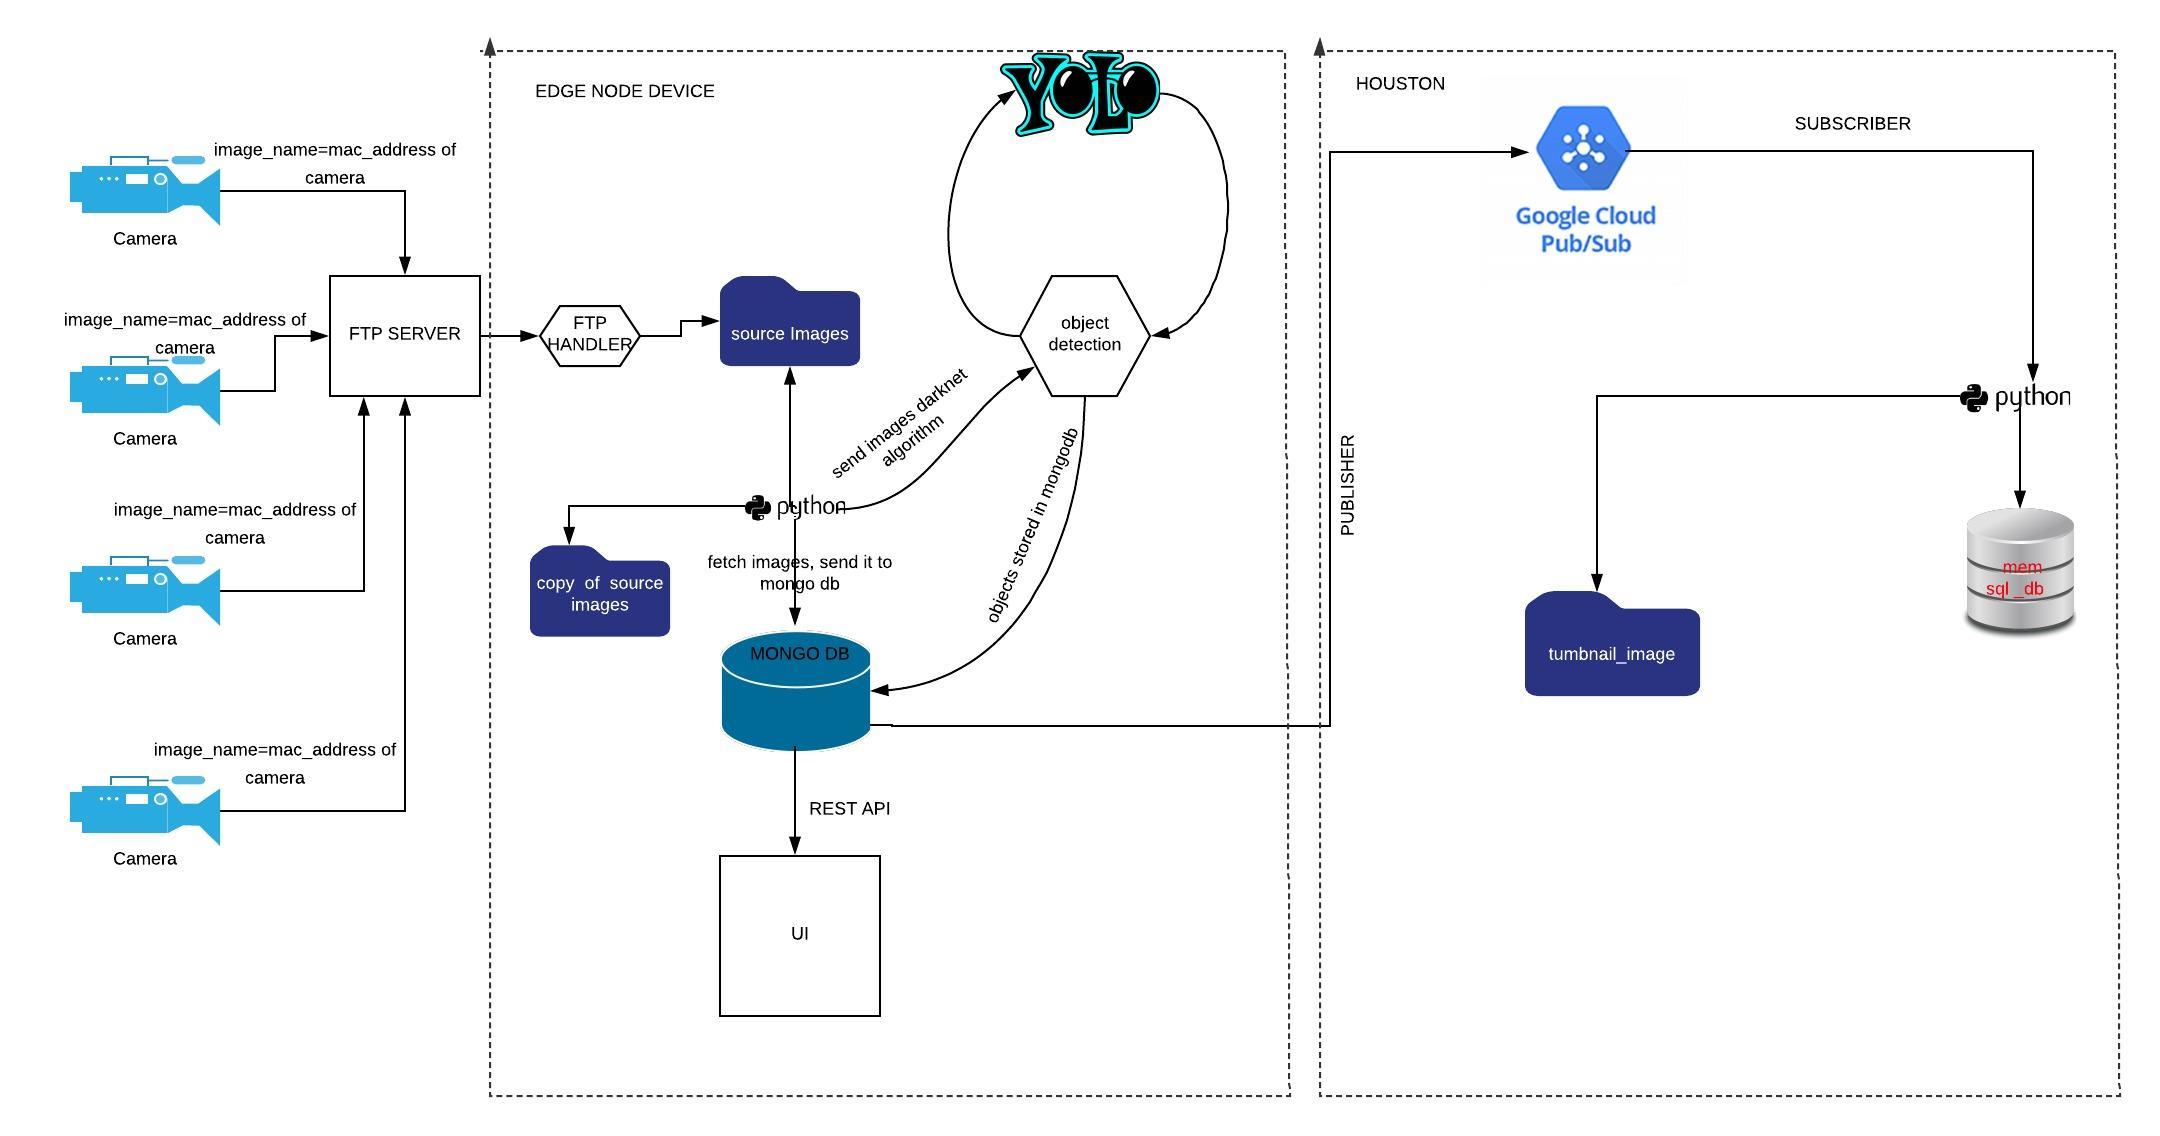 EDGE NODE DEVICE
YOLO
HOUSTON
image_name=mac_address of
camera
Camera
SUBSCRIBER
Google Cloud
Pub/Sub
image_name=mac_address of
camera
Camera
FTP SERVER
FTP
HANDLER
source Images
object
detection
send images darknet
algorithm
objects stored in mongodb
PUBLISHER
python
image_name=mac_address of
camera
Camera
python
fetch images, send it to
mongo db
copy of source
images
mem
sql _db
tumbnail_image
MONGO DB
image_name=mac_address of
camera
Camera
REST API
UI